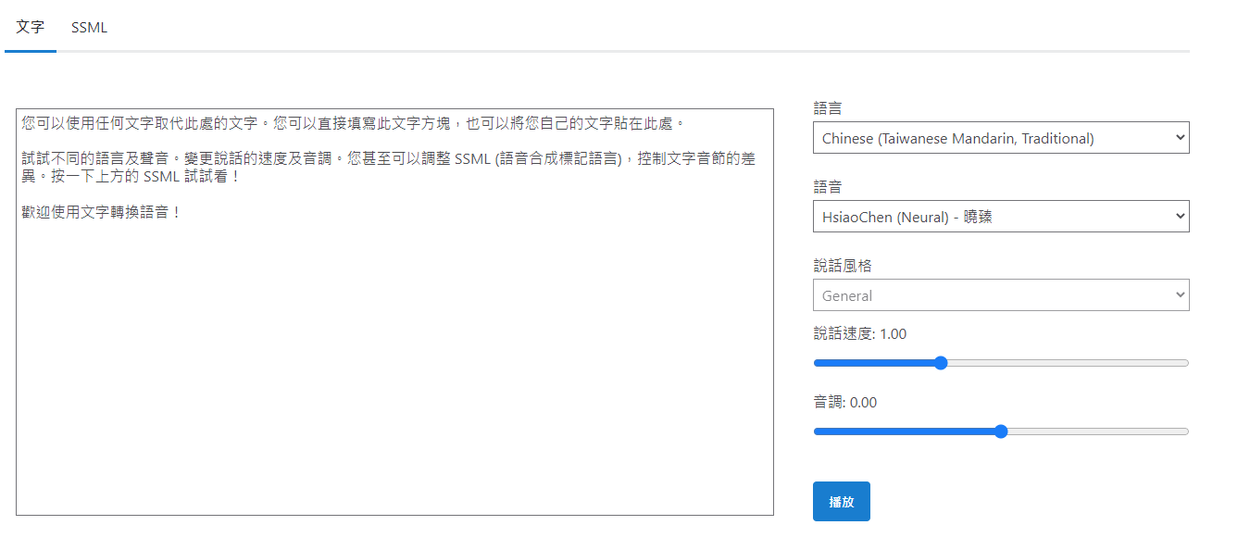 文字
SSML
您可以使用任何文字取代此處的文字。您可以直接填寫此文字方塊，也可以將您自己的文字貼在此處。
試試不同的語言及聲音。變更說話的速度及音調。您甚至可以調整 SSML (語音合成標記語言)，控制文字音節的差
異。按一下上方的 SSML 試試看！
歡迎使用文字轉換語音！
語言
Chinese (Taiwanese Mandarin, Traditional)
語音
HsiaoChen (Neural) - 曉臻
說話風格
General
說話速度: 1.00
音調: 0.00
播放